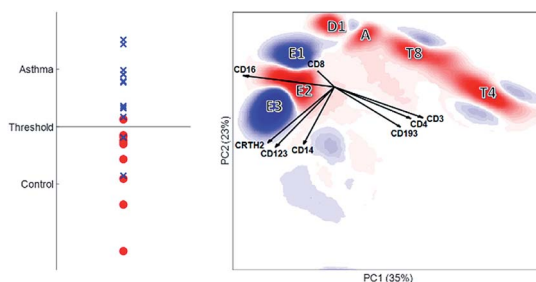 Asthma
Threshold
Control
D1
A
E1
T8
CD8
CD16
E2
T4
E3
CD3
CD4
CD193
CRTH2
CD14
CD123
PC2 (23%)
PC1 (35%)